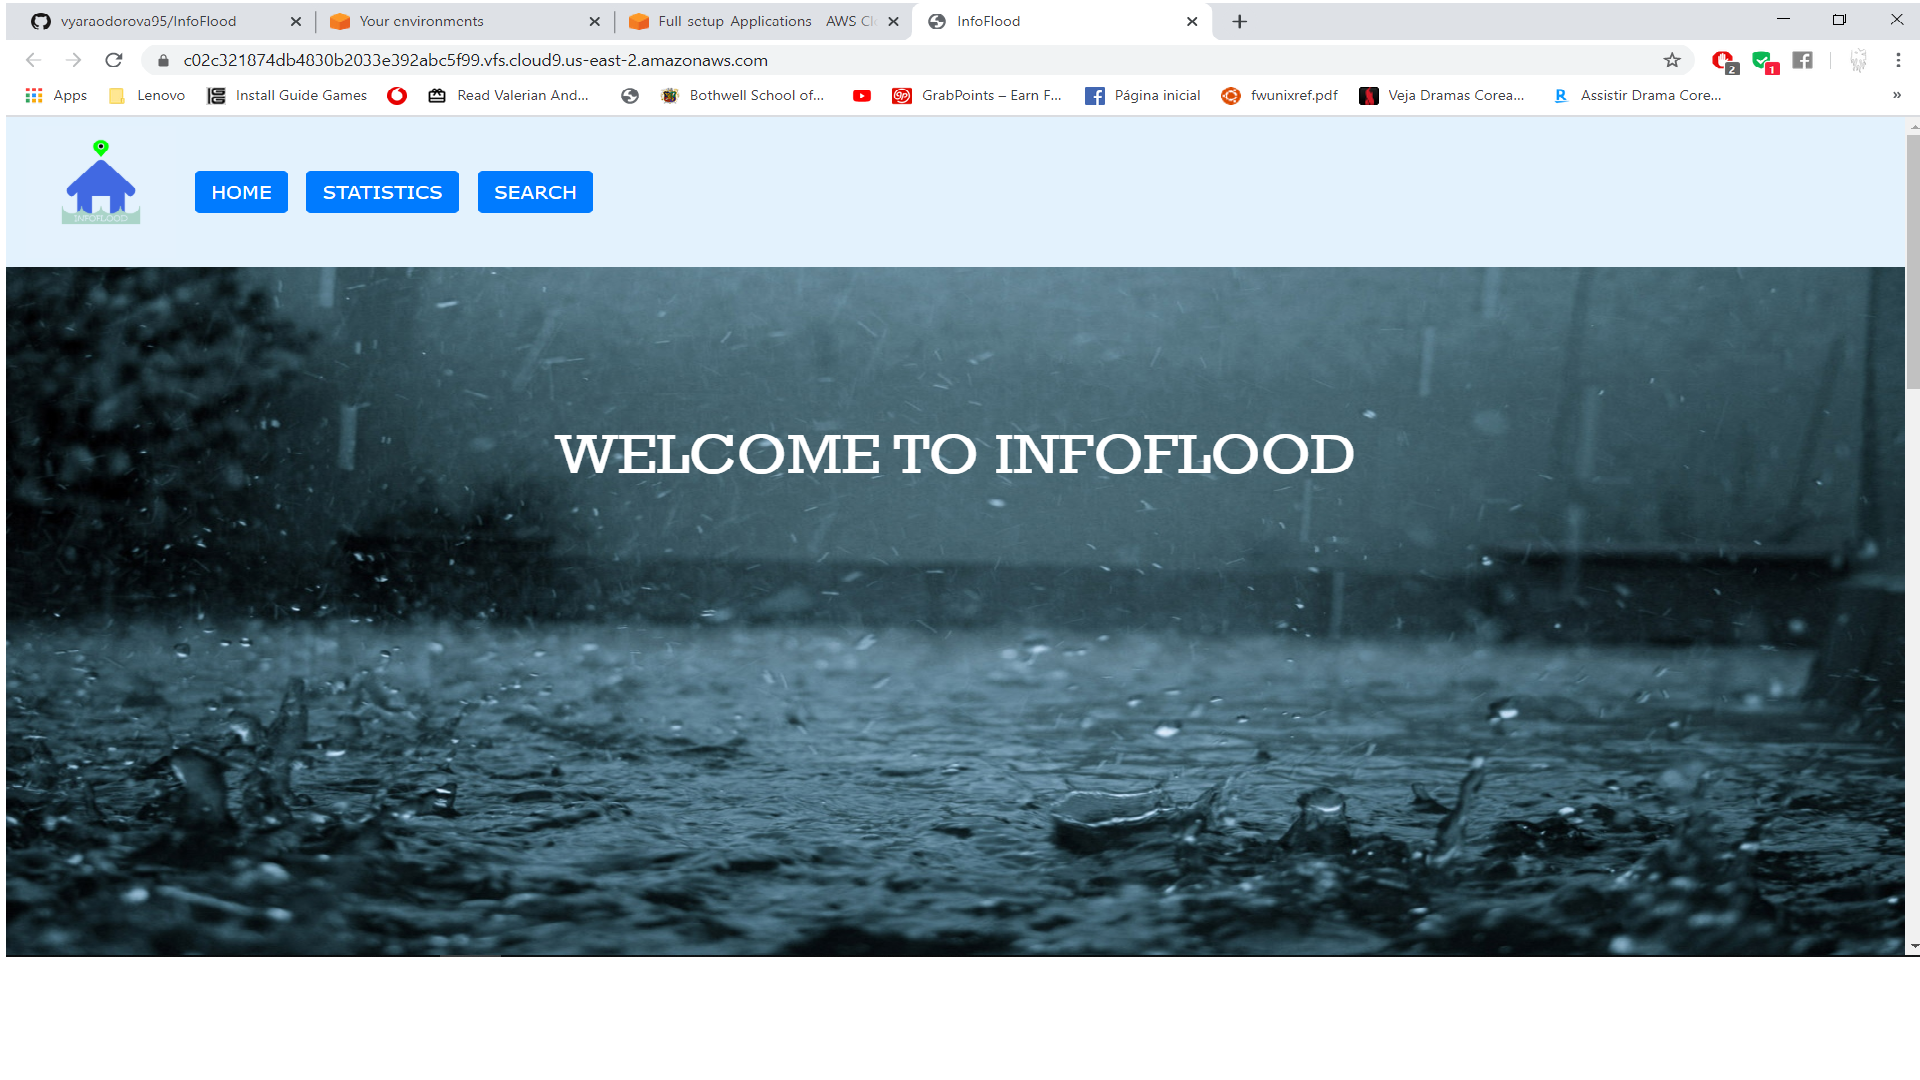 vyaraodorova95/InfoFlood
Your environments
Full setup Applications AWS Cl
InfoFlood
c02c321874db4830b2033e392abc5f99.vfs.cloud9.us-east-2.amazonaws.com
2
1
Apps
Lenovo
Install Guide Games
Read Valerian And...
Bothwell School of...
GrabPoints – Earn F...
Página inicial
fwunixref.pdf
Veja Dramas Corea...
Assistir Drama Core...
»
INFOFLOOD
HOME
STATISTICS
SEARCH
WELCOME TO INFOFLOOD